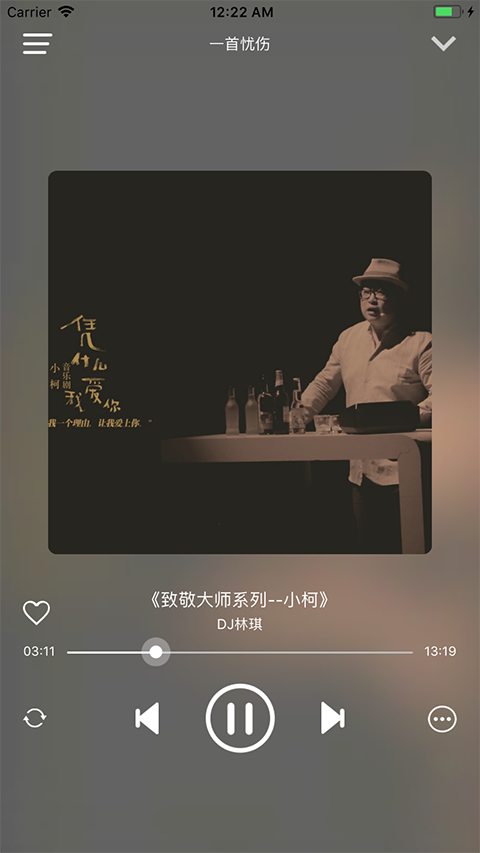 Carrier 12:22 AM
一首忧伤
凭什么
小柯 音乐剧
我爱你
我一个理由, 让我爱上你."
《致敬大师系列--小柯》
DJ林琪
03:11 13:19